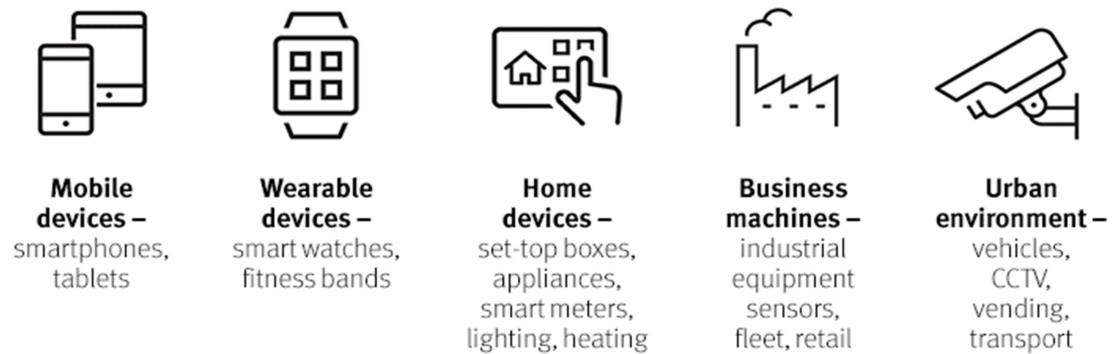 Mobile
devices –
smartphones,
tablets
Wearable
devices –
smart watches,
fitness bands
Home
devices –
set-top boxes,
appliances,
smart meters,
lighting, heating
Business
machines –
industrial
equipment
sensors,
fleet, retail
Urban
environment –
vehicles,
CCTV,
vending,
transport